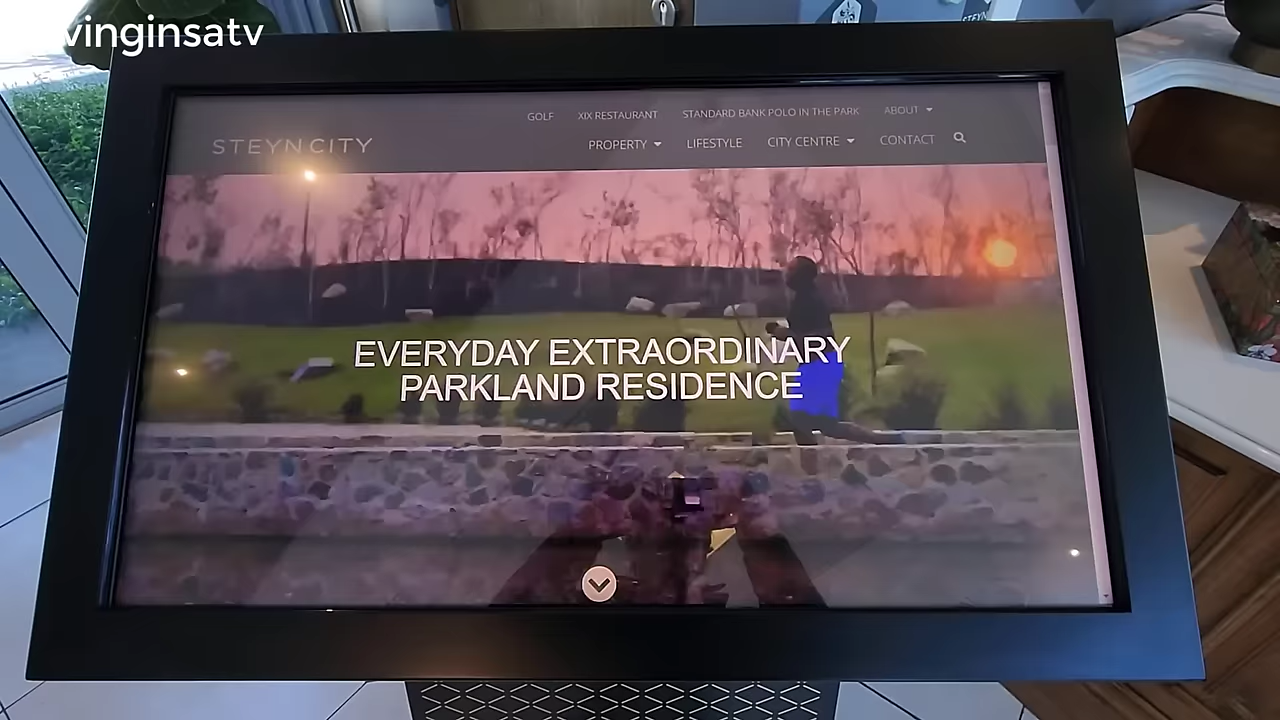 vinginsatv
STEYN
GOLF XIX RESTAURANT STANDARD BANK POLO IN THE PARK ABOUT
STEYN CITY
PROPERTY LIFESTYLE CITY CENTRE CONTACT
EVERYDAY EXTRAORDINARY
PARKLAND RESIDENCE